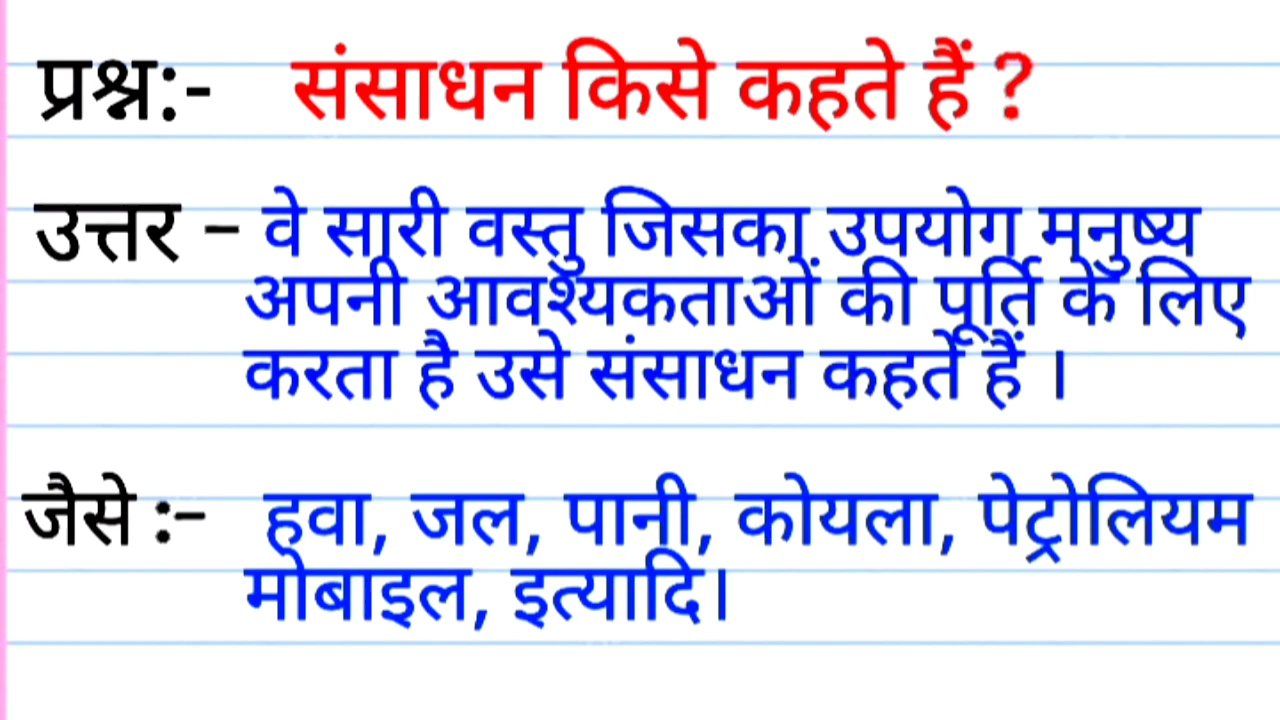 प्रश्न:- संसाधन किसे कहते हैं ?
उत्तर – वे सारी वस्तु जिसका उपयोग मनुष्य
अपनी आवश्यकताओं की पूर्ति के लिए
करता है उसे संसाधन कहते हैं ।
जैसे :– हवा, जल, पानी, कोयला, पेट्रोलियम
मोबाइल, इत्यादि।